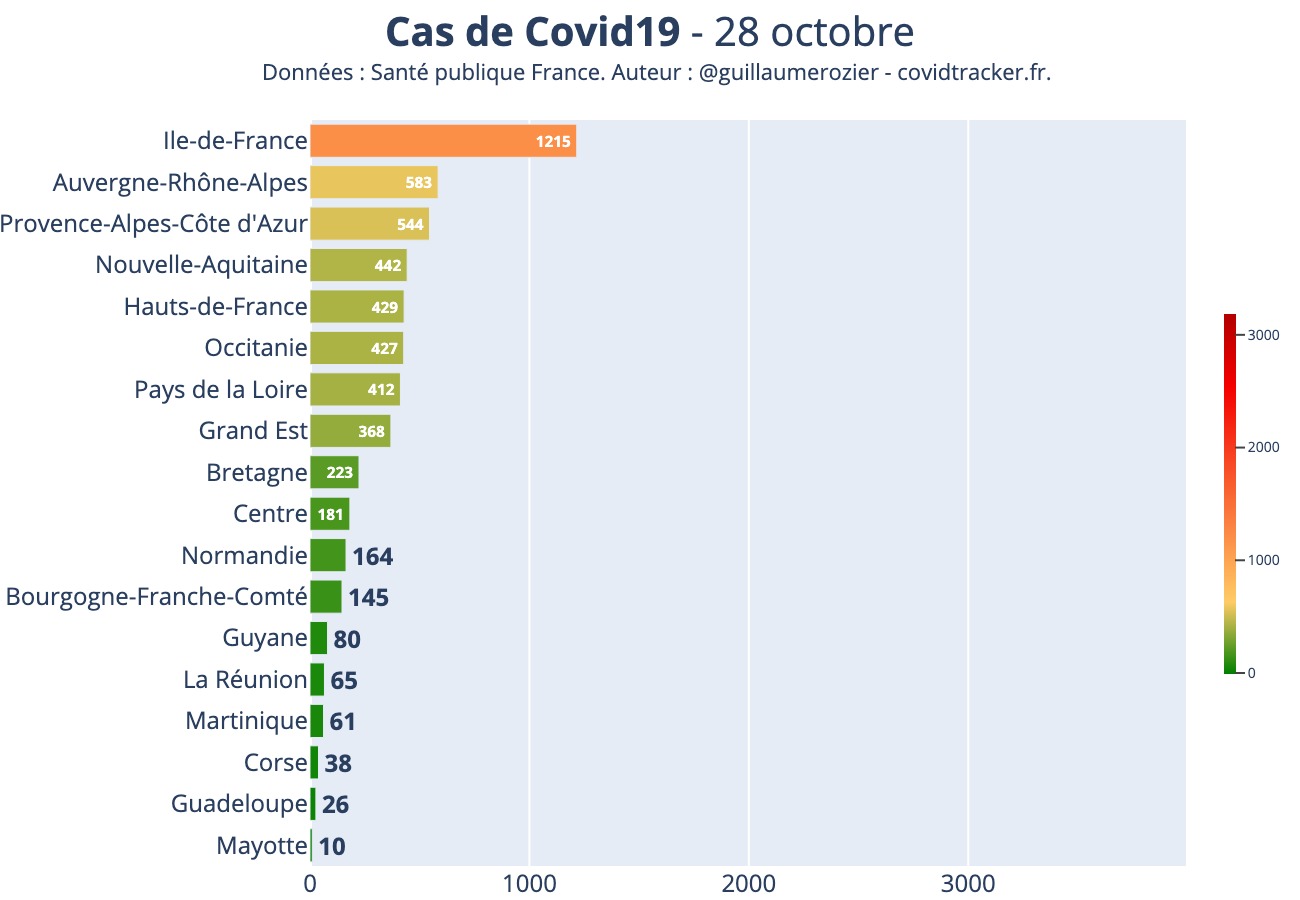 Cas de Covid19 - 28 octobre
Données : Santé publique France. Auteur : @guillaumerozier - covidtracker.fr.
Ile-de-France 1215
Auvergne-Rhône-Alpes 583
Provence-Alpes-Côte d'Azur 544
Nouvelle-Aquitaine 442
Hauts-de-France 429
Occitanie 427
Pays de la Loire 412
Grand Est 368
Bretagne 223
Centre 181
Normandie 164
Bourgogne-Franche-Comté 145
Guyane 80
La Réunion 65
Martinique 61
Corse 38
Guadeloupe 26
Mayotte 10
0 1000 2000 3000
3000
2000
1000
0